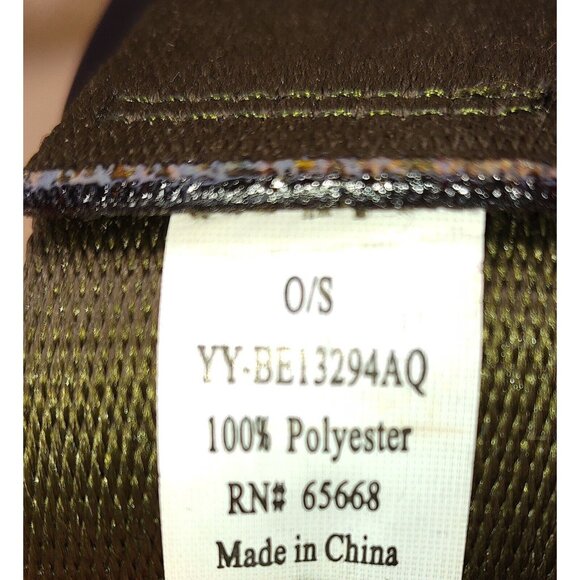 O/S
YY-BE13294AQ
100% Polyester
RN# 65668
Made in China